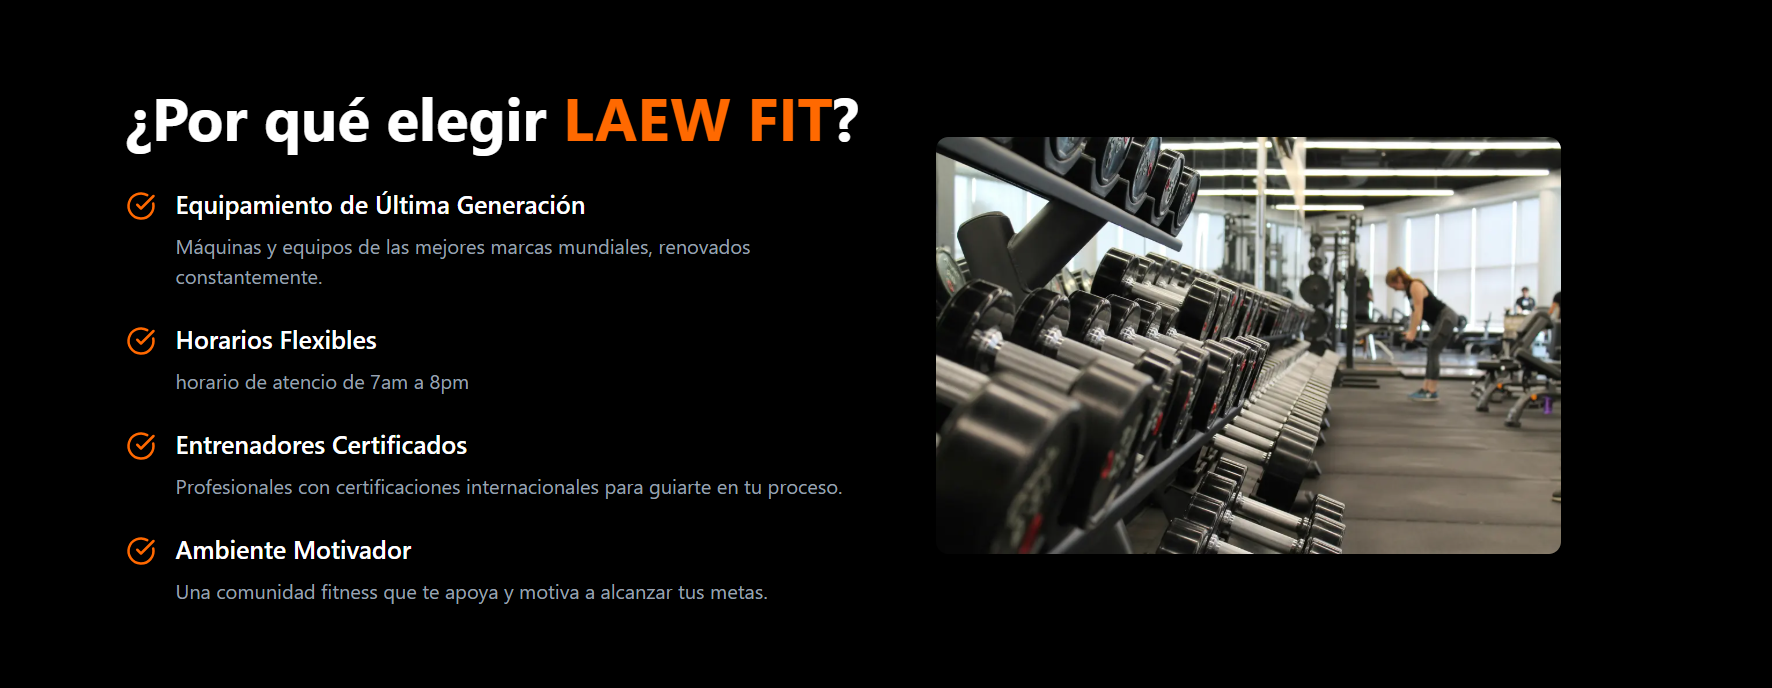 ¿Por qué elegir LAEW FIT?
Equipamiento de Última Generación
Máquinas y equipos de las mejores marcas mundiales, renovados
constantemente.
Horarios Flexibles
horario de atencio de 7am a 8pm
Entrenadores Certificados
Profesionales con certificaciones internacionales para guiarte en tu proceso.
Ambiente Motivador
Una comunidad fitness que te apoya y motiva a alcanzar tus metas.